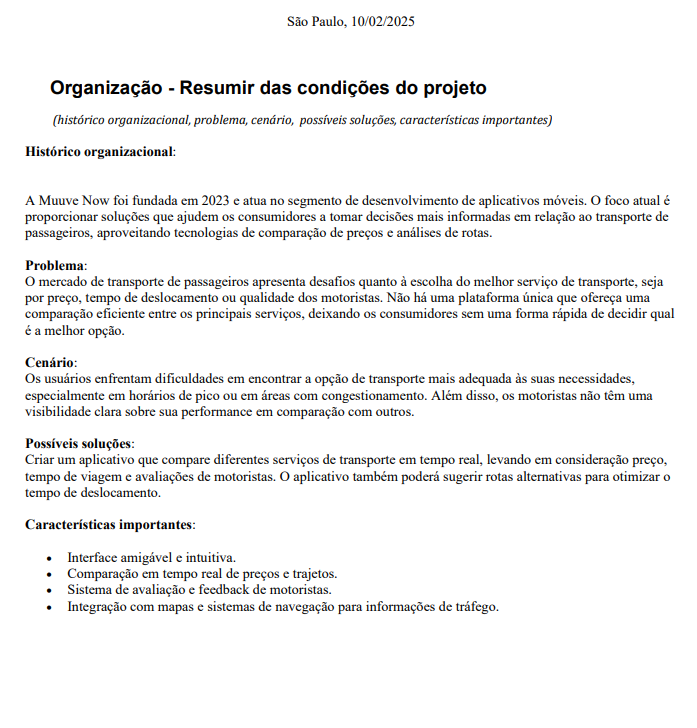 São Paulo, 10/02/2025
Organização - Resumir das condições do projeto
(histórico organizacional, problema, cenário, possíveis soluções, características importantes)
Histórico organizacional:
A Muuve Now foi fundada em 2023 e atua no segmento de desenvolvimento de aplicativos móveis. O foco atual é
proporcionar soluções que ajudem os consumidores a tomar decisões mais informadas em relação ao transporte de
passageiros, aproveitando tecnologias de comparação de preços e análises de rotas.
Problema:
O mercado de transporte de passageiros apresenta desafios quanto à escolha do melhor serviço de transporte, seja
por preço, tempo de deslocamento ou qualidade dos motoristas. Não há uma plataforma única que ofereça uma
comparação eficiente entre os principais serviços, deixando os consumidores sem uma forma rápida de decidir qual
é a melhor opção.
Cenário:
Os usuários enfrentam dificuldades em encontrar a opção de transporte mais adequada às suas necessidades,
especialmente em horários de pico ou em áreas com congestionamento. Além disso, os motoristas não têm uma
visibilidade clara sobre sua performance em comparação com outros.
Possíveis soluções:
Criar um aplicativo que compare diferentes serviços de transporte em tempo real, levando em consideração preço,
tempo de viagem e avaliações de motoristas. O aplicativo também poderá sugerir rotas alternativas para otimizar o
tempo de deslocamento.
Características importantes:
• Interface amigável e intuitiva.
• Comparação em tempo real de preços e trajetos.
• Sistema de avaliação e feedback de motoristas.
• Integração com mapas e sistemas de navegação para informações de tráfego.